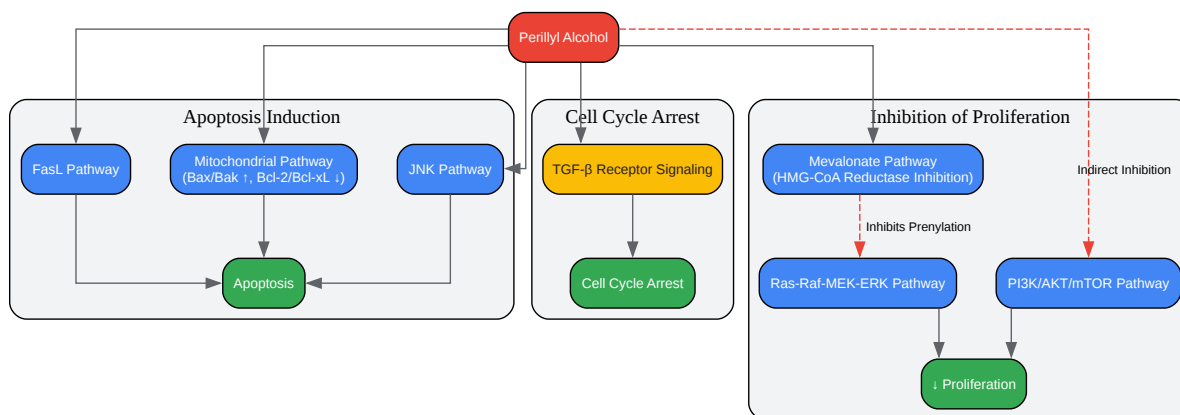 Perillyl Alcohol
Apoptosis Induction
Cell Cycle Arrest
Inhibition of Proliferation
FasL Pathway
Mitochondrial Pathway
(Bax/Bak ↑, Bcl-2/Bcl-xL ↓)
JNK Pathway
TGF-β Receptor Signaling
Mevalonate Pathway
(HMG-CoA Reductase Inhibition)
Indirect Inhibition
Inhibits Prenylation
Apoptosis
Cell Cycle Arrest
Ras-Raf-MEK-ERK Pathway
PI3K/AKT/mTOR Pathway
↓ Proliferation